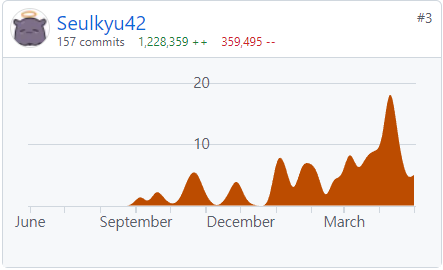 Seulkyu42
#3
157 commits 1,228,359 ++ 359,495 --
20
10
June September December March